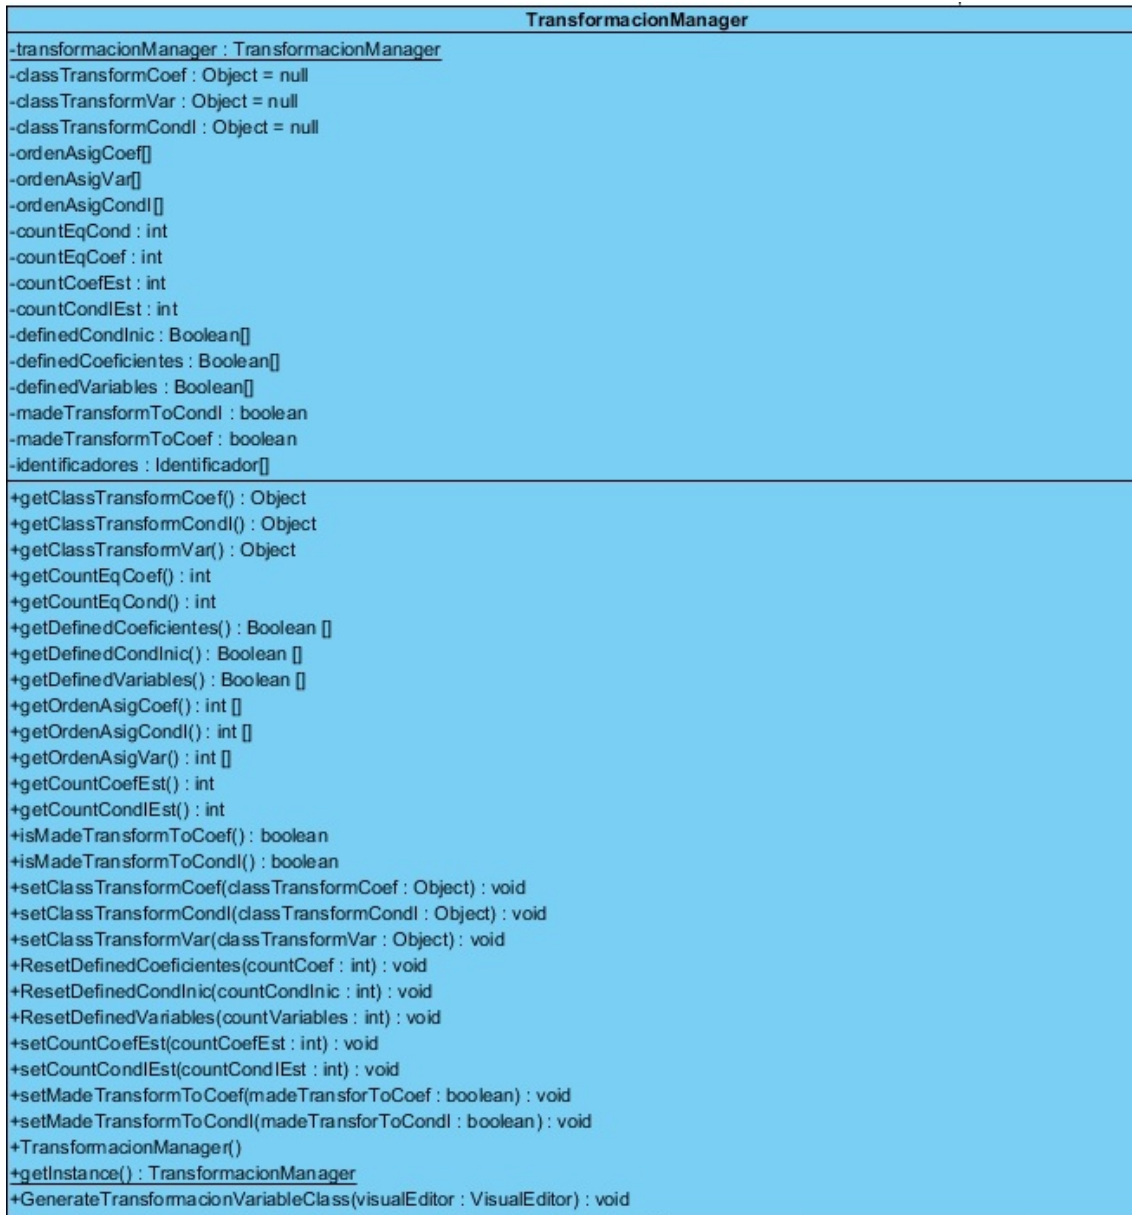 TransformacionManager
-transformacionManager : TransformacionManager
-classTransformCoef : Object = null
-classTransformVar : Object = null
-classTransformCondI : Object = null
-ordenAsigCoef[]
-ordenAsigVar[]
-ordenAsigCondI[]
-countEqCond : int
-countEqCoef : int
-countCoefEst : int
-countCondIEst : int
-definedCondInic : Boolean[]
-definedCoeficientes : Boolean[]
-definedVariables : Boolean[]
-madeTransformToCondI : boolean
-madeTransformToCoef : boolean
-identificadores : Identificador[]
+getClassTransformCoef() : Object
+getClassTransformCondI() : Object
+getClassTransformVar() : Object
+getCountEqCoef() : int
+getCountEqCond() : int
+getDefinedCoeficientes() : Boolean []
+getDefinedCondInic() : Boolean []
+getDefinedVariables() : Boolean []
+getOrdenAsigCoef() : int []
+getOrdenAsigCondI() : int []
+getOrdenAsigVar() : int []
+getCountCoefEst() : int
+getCountCondIEst() : int
+isMadeTransformToCoef() : boolean
+isMadeTransformToCondI() : boolean
+setClassTransformCoef(classTransformCoef : Object) : void
+setClassTransformCondI(classTransformCondI : Object) : void
+setClassTransformVar(classTransformVar : Object) : void
+ResetDefinedCoeficientes(countCoef : int) : void
+ResetDefinedCondInic(countCondInic : int) : void
+ResetDefinedVariables(countVariables : int) : void
+setCountCoefEst(countCoefEst : int) : void
+setCountCondIEst(countCondIEst : int) : void
+setMadeTransformToCoef(madeTransforToCoef : boolean) : void
+setMadeTransformToCondI(madeTransforToCondI : boolean) : void
+TransformacionManager()
+getInstance() : TransformacionManager
+GenerateTransformacionVariableClass(visualEditor : VisualEditor) : void